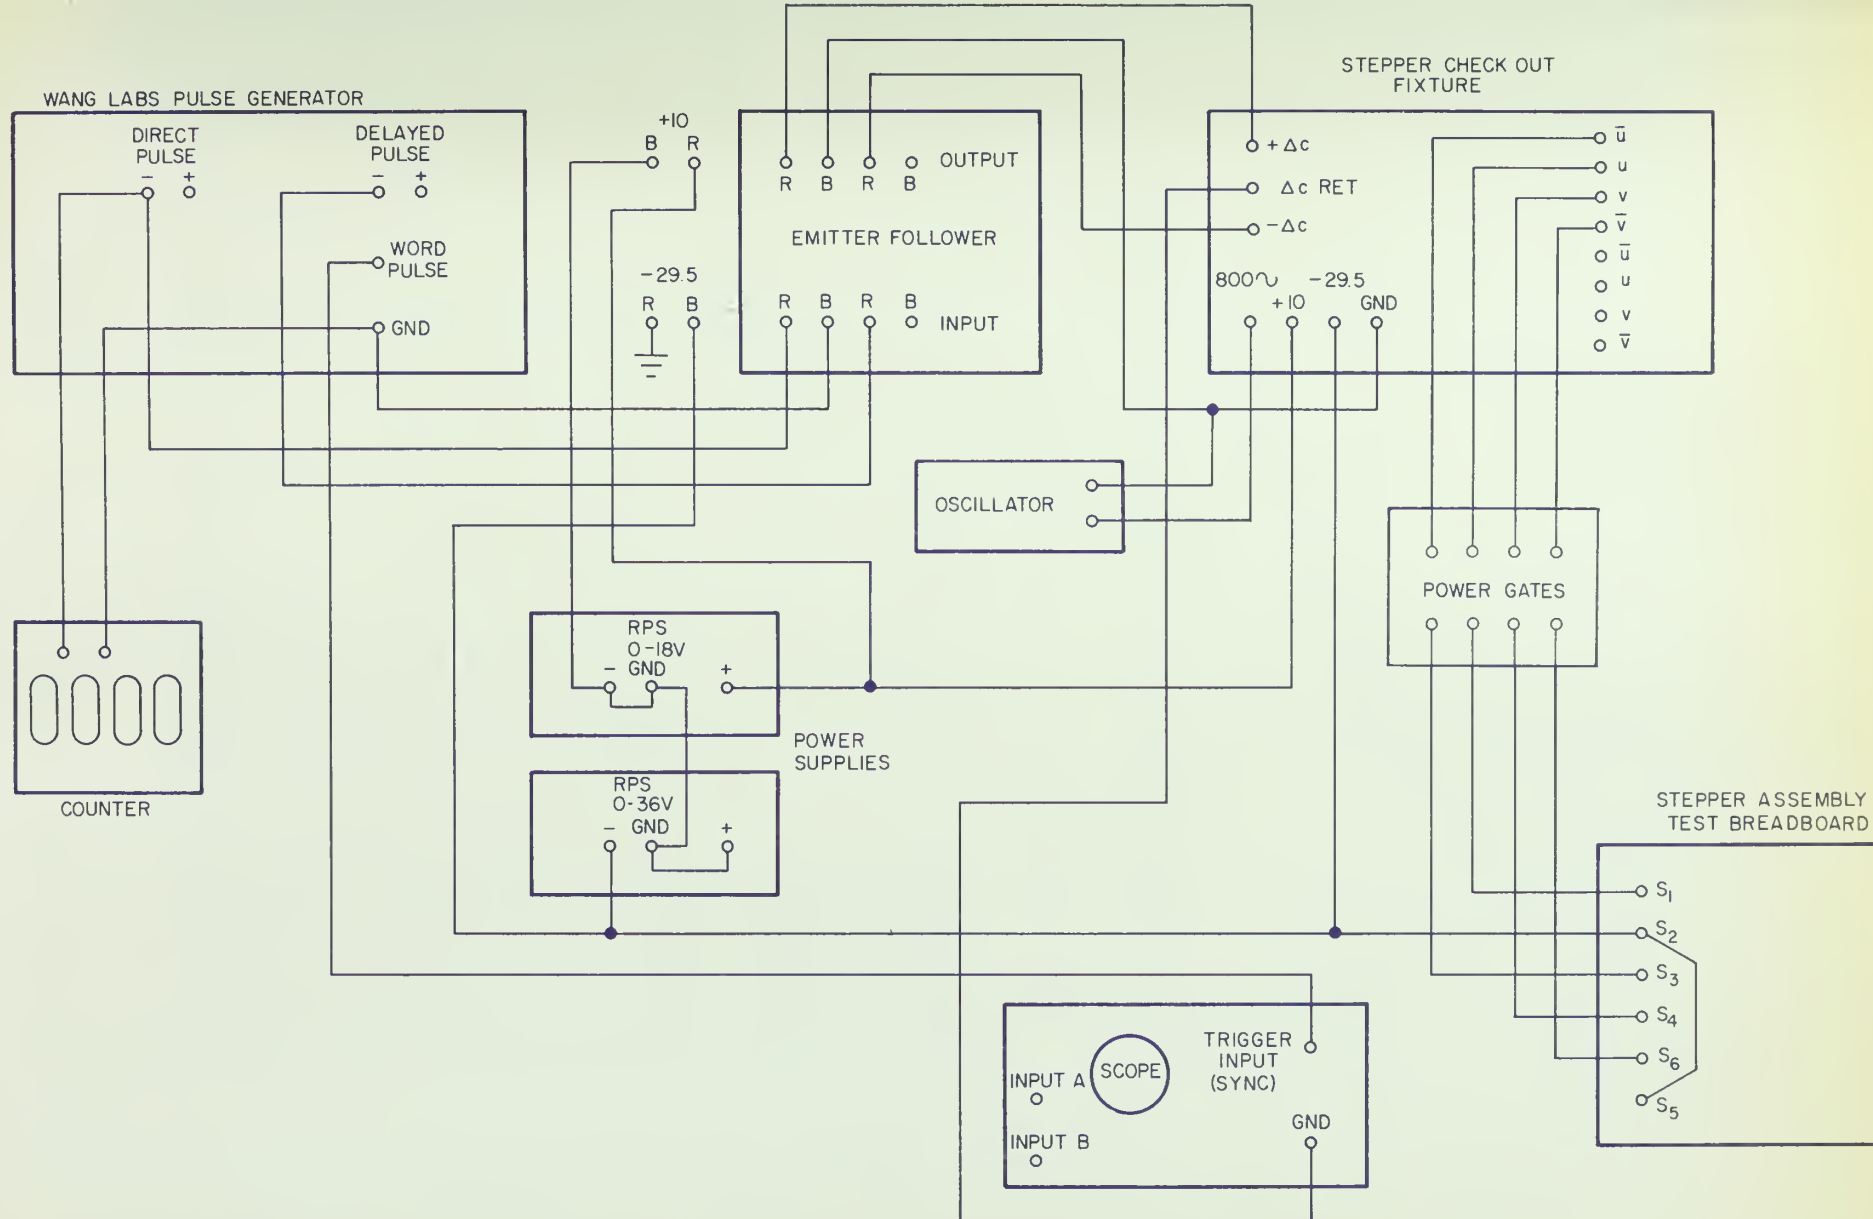 WANG LABS PULSE GENERATOR
DIRECT
PULSE
- +
DELAYED
PULSE
- +
WORD
PULSE
GND
COUNTER
+10
B R
-29.5
R B
OUTPUT
R B R B
EMITTER FOLLOWER
R B R B
INPUT
OSCILLATOR
RPS
0-18V
- GND +
POWER
SUPPLIES
RPS
0-36V
- GND +
STEPPER CHECK OUT
FIXTURE
+Δc
Δc RET
-Δc
800∿ -29.5
+10 GND
u̅
u
v
v̅
u̅
u
v
v̅
POWER GATES
STEPPER ASSEMBLY
TEST BREADBOARD
S₁
S₂
S₃
S₄
S₆
S₅
SCOPE
INPUT A
INPUT B
TRIGGER
INPUT
(SYNC)
GND